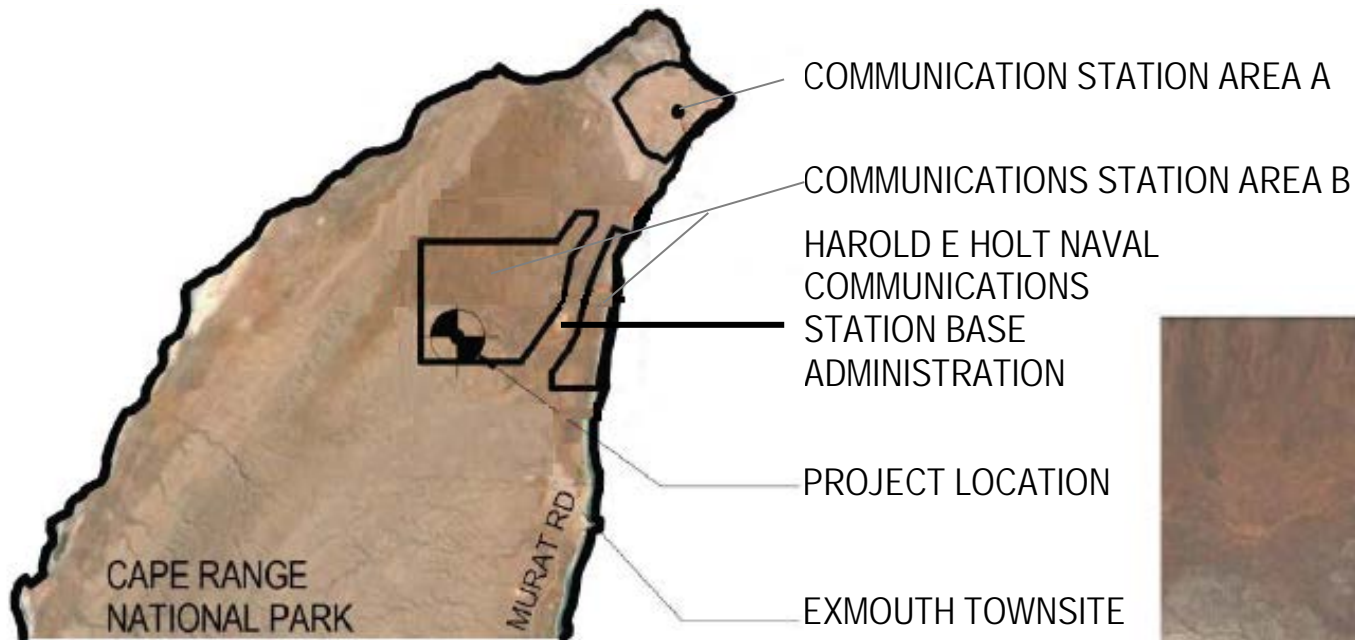 COMMUNICATION STATION AREA A
COMMUNICATIONS STATION AREA B
HAROLD E HOLT NAVAL
COMMUNICATIONS
STATION BASE
ADMINISTRATION
PROJECT LOCATION
EXMOUTH TOWNSITE
MURAT RD
CAPE RANGE
NATIONAL PARK